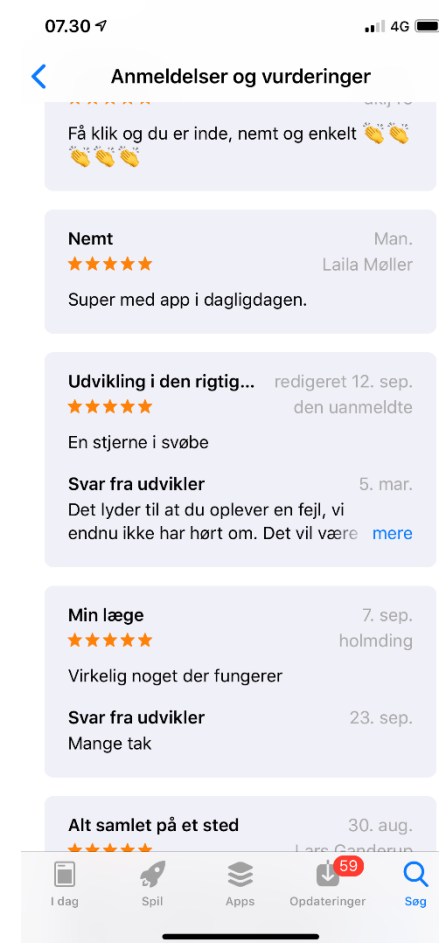 07.30
4G
Anmeldelser og vurderinger
Få klik og du er inde, nemt og enkelt 👏👏
👏👏👏
Nemt
Man.
★★★★★
Laila Møller
Super med app i dagligdagen.
Udvikling i den rigtig...
redigeret 12. sep.
★★★★★
den uanmeldte
En stjerne i svøbe
Svar fra udvikler
5. mar.
Det lyder til at du oplever en fejl, vi
endnu ikke har hørt om. Det vil være mere
Min læge
7. sep.
★★★★★
holmding
Virkelig noget der fungerer
Svar fra udvikler
23. sep.
Mange tak
Alt samlet på et sted
30. aug.
★★★★★
Lars Ganderup
59
I dag
Spil
Apps
Opdateringer
Søg